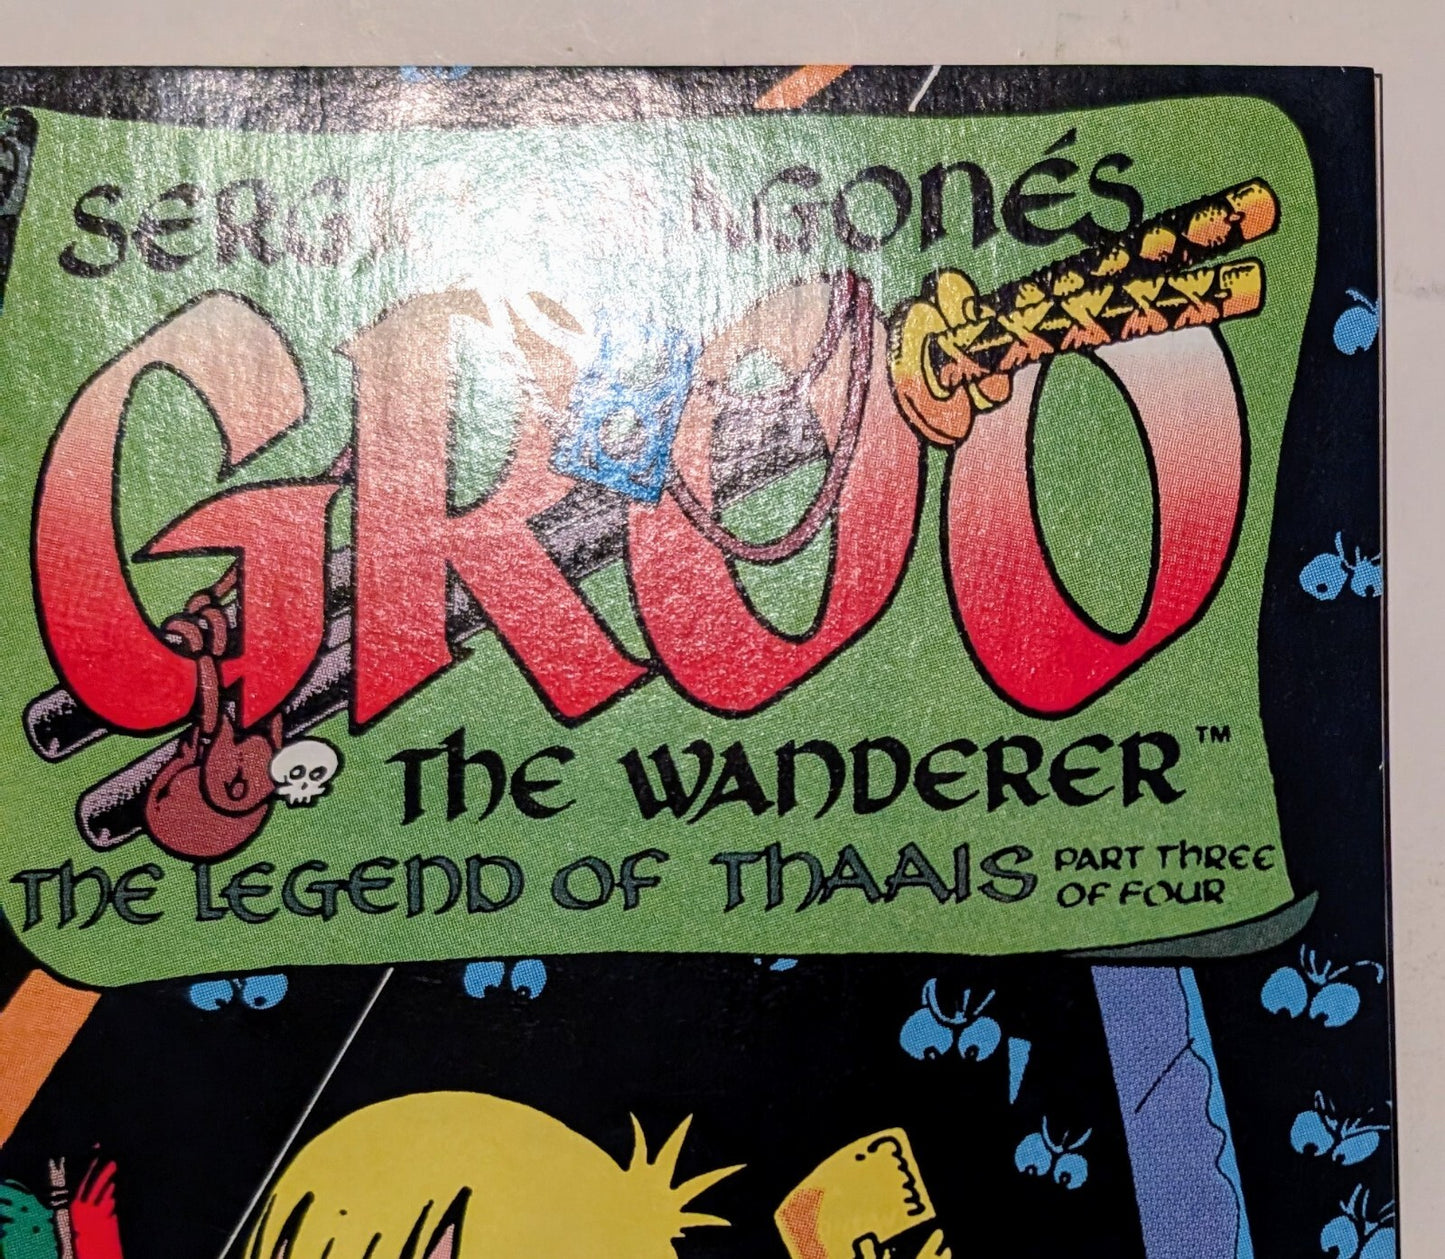 GROO
THE WANDERER™
THE LEGEND OF THAAIS PART THREE
OF FOUR